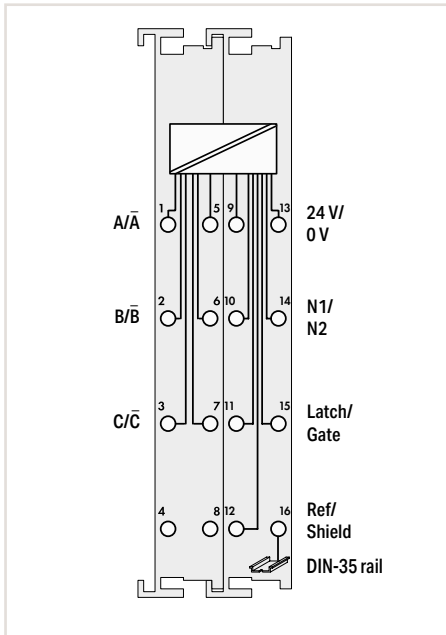 1
5
9
13
A/A̅
24 V/
0 V
2
6
10
14
B/B̅
N1/
N2
3
7
11
15
C/C̅
Latch/
Gate
4
8
12
16
Ref/
Shield
DIN-35 rail